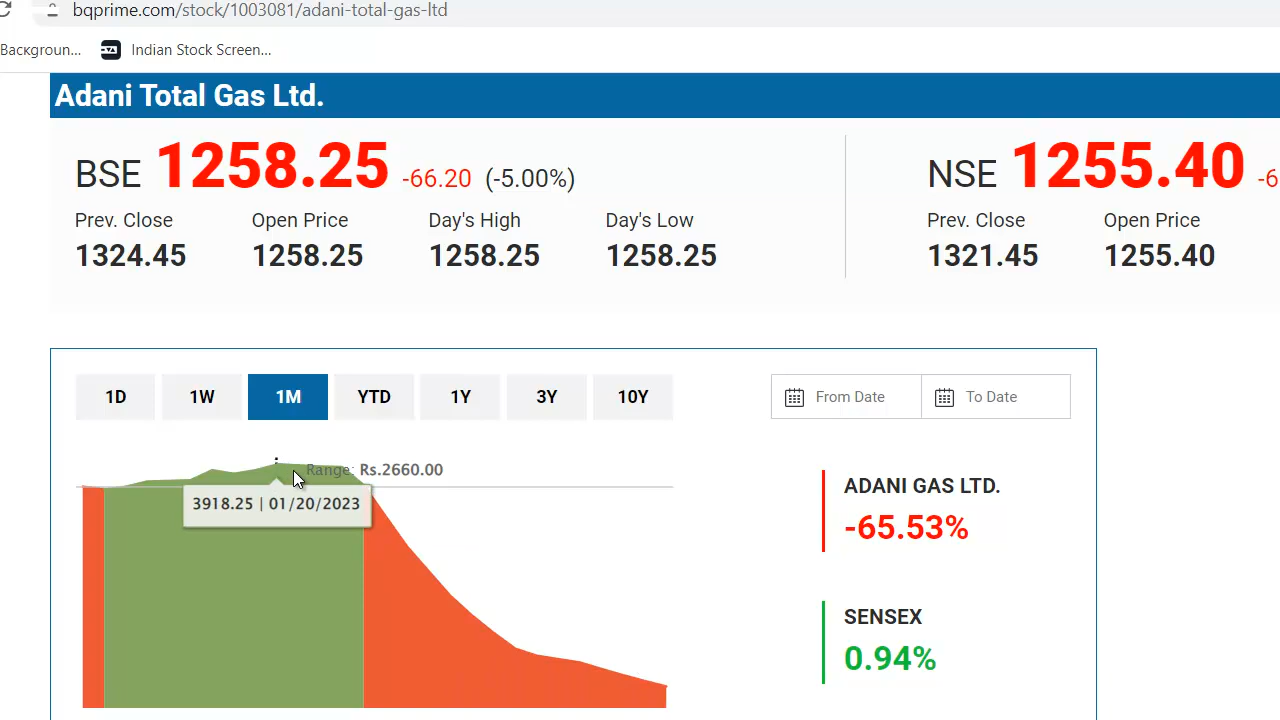 bqprime.com/stock/1003081/adani-total-gas-ltd
Backgroun... Indian Stock Screen...
Adani Total Gas Ltd.
BSE 1258.25 -66.20 (-5.00%)
Prev. Close Open Price Day's High Day's Low
1324.45 1258.25 1258.25 1258.25
NSE 1255.40 -6
Prev. Close Open Price
1321.45 1255.40
1D 1W 1M YTD 1Y 3Y 10Y
From Date To Date
Range: Rs.2660.00
3918.25 | 01/20/2023
ADANI GAS LTD.
-65.53%
SENSEX
0.94%